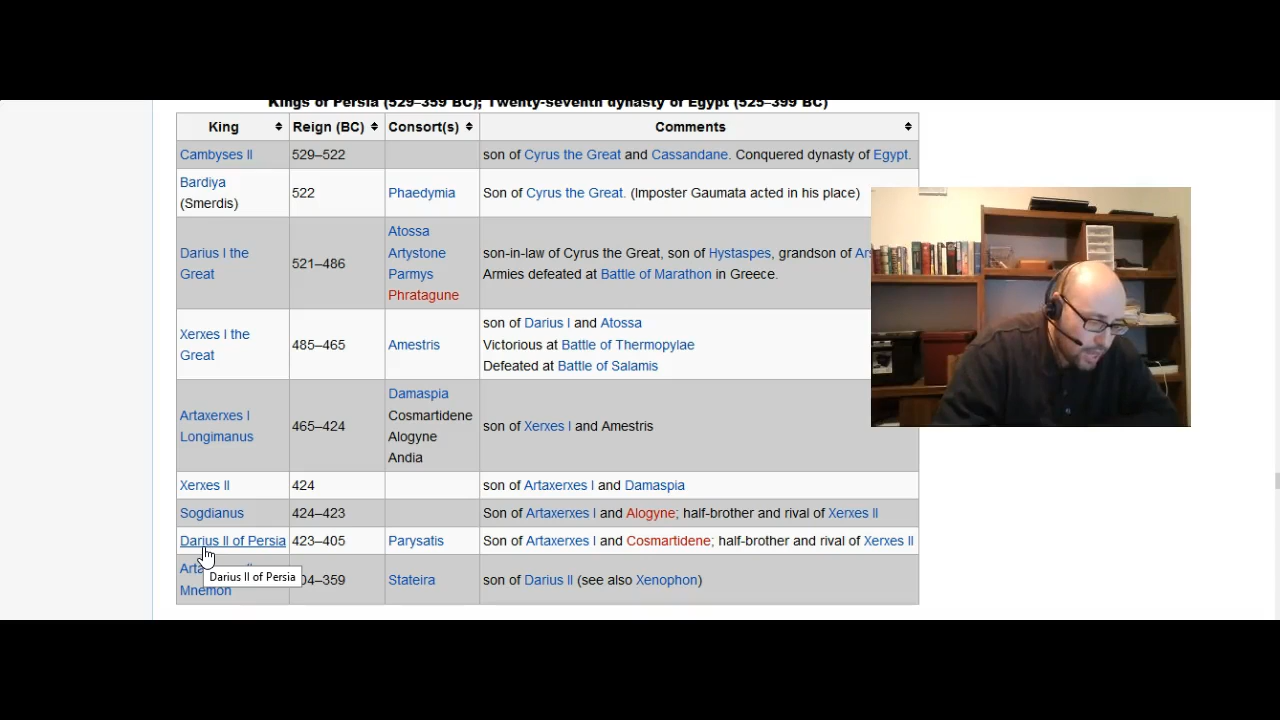 Kings of Persia (529–359 BC); Twenty-seventh dynasty of Egypt (525–399 BC)
King Reign (BC) Consort(s) Comments
Cambyses II 529–522 son of Cyrus the Great and Cassandane. Conquered dynasty of Egypt.
Bardiya
(Smerdis)
522 Phaedymia Son of Cyrus the Great. (Imposter Gaumata acted in his place)
Darius I the
Great
521–486
Atossa
Artystone
Parmys
Phratagune
son-in-law of Cyrus the Great, son of Hystaspes, grandson of
Armies defeated at Battle of Marathon in Greece.
Xerxes I the
Great
485–465 Amestris
son of Darius I and Atossa
Victorious at Battle of Thermopylae
Defeated at Battle of Salamis
Artaxerxes I
Longimanus
465–424
Damaspia
Cosmartidene
Alogyne
Andia
son of Xerxes I and Amestris
Xerxes II 424 son of Artaxerxes I and Damaspia
Sogdianus 424–423 Son of Artaxerxes I and Alogyne; half-brother and rival of Xerxes II
Darius II of Persia 423–405 Parysatis Son of Artaxerxes I and Cosmartidene; half-brother and rival of Xerxes II
Darius II of Persia
Mnemon
04–359 Stateira son of Darius II (see also Xenophon)